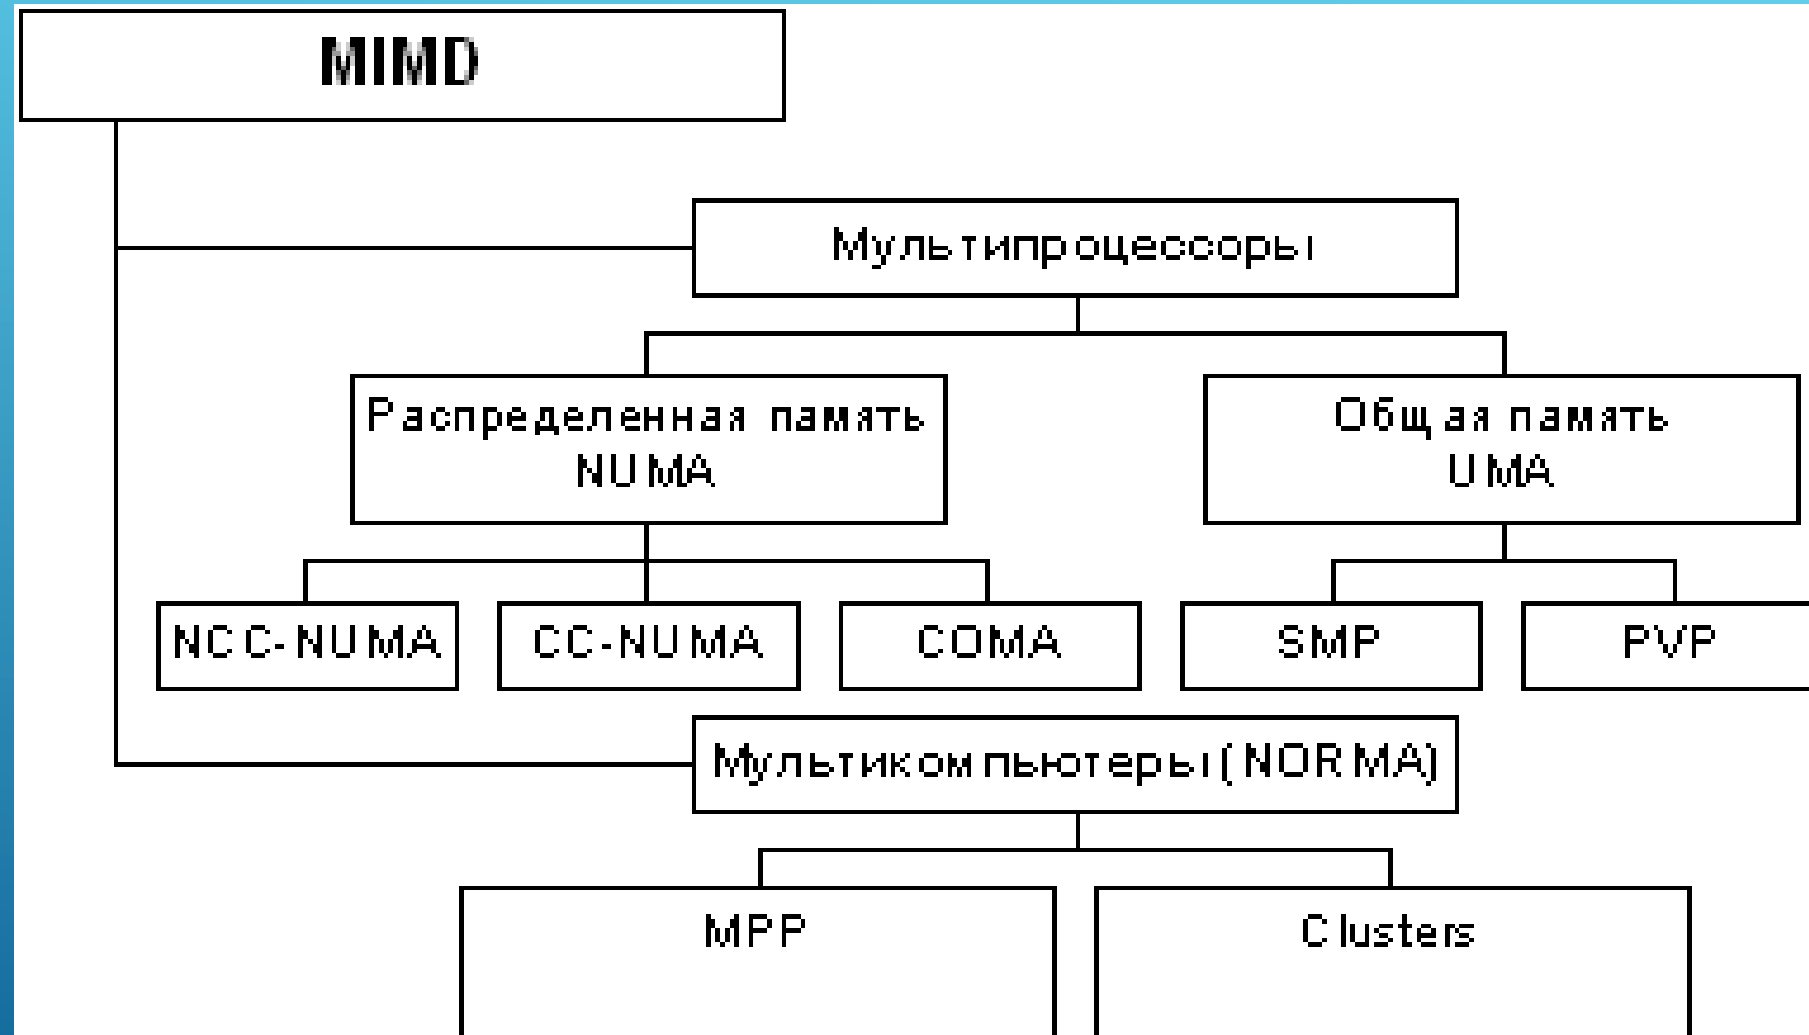 MIMD
Мультипроцессоры
Распределенная память
NUMA
Общая память
UMA
NCC-NUMA
CC-NUMA
COMA
SMP
PVP
Мультикомпьютеры(NORMA)
MPP
Clusters